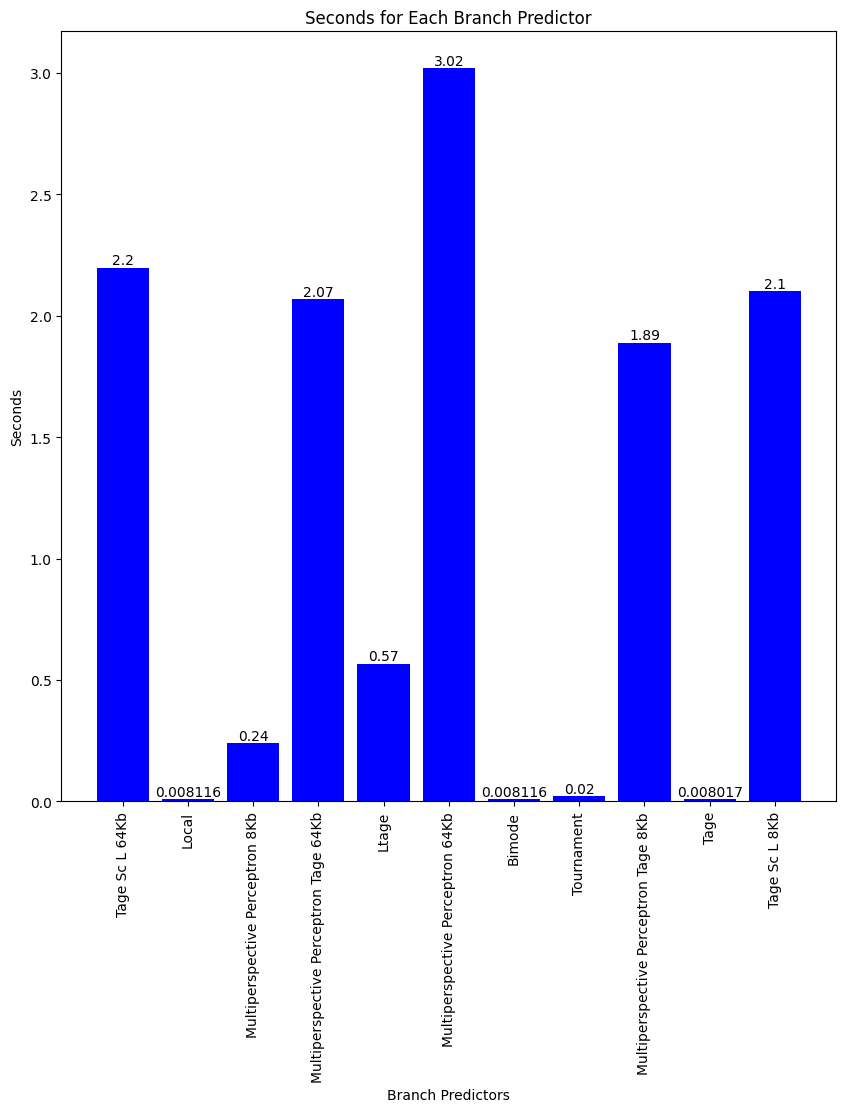 Seconds for Each Branch Predictor
3.02
3.0
2.5
2.2
2.1
2.07
2.0
1.89
Seconds
1.5
1.0
0.57
0.5
0.24
0.02
0.008116
0.008116
0.008017
0.0
Tage Sc L 64Kb
Local
Multiperspective Perceptron 8Kb
Multiperspective Perceptron Tage 64Kb
Ltage
Multiperspective Perceptron 64Kb
Bimode
Tournament
Multiperspective Perceptron Tage 8Kb
Tage
Tage Sc L 8Kb
Branch Predictors